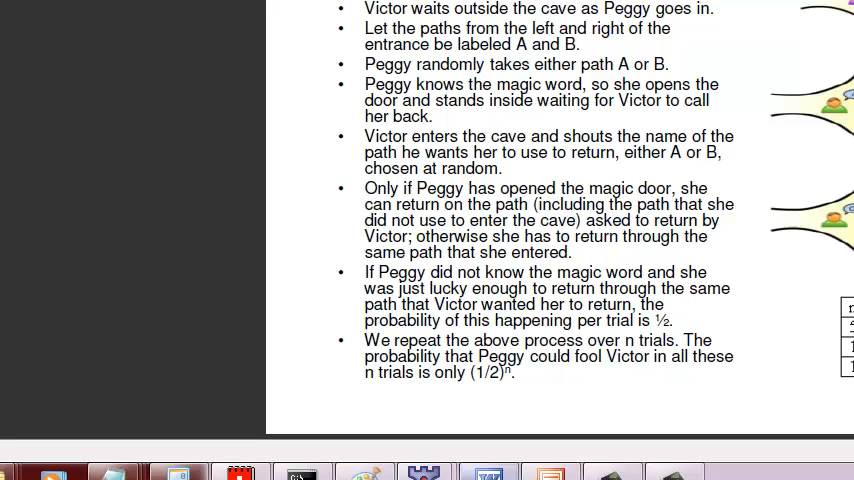 • Victor waits outside the cave as Peggy goes in.
• Let the paths from the left and right of the
entrance be labeled A and B.
• Peggy randomly takes either path A or B.
• Peggy knows the magic word, so she opens the
door and stands inside waiting for Victor to call
her back.
• Victor enters the cave and shouts the name of the
path he wants her to use to return, either A or B,
chosen at random.
• Only if Peggy has opened the magic door, she
can return on the path (including the path that she
did not use to enter the cave) asked to return by
Victor; otherwise she has to return through the
same path that she entered.
• If Peggy did not know the magic word and she
was just lucky enough to return through the same
path that Victor wanted her to return, the
probability of this happening per trial is ½.
• We repeat the above process over n trials. The
probability that Peggy could fool Victor in all these
n trials is only (1/2)ⁿ.